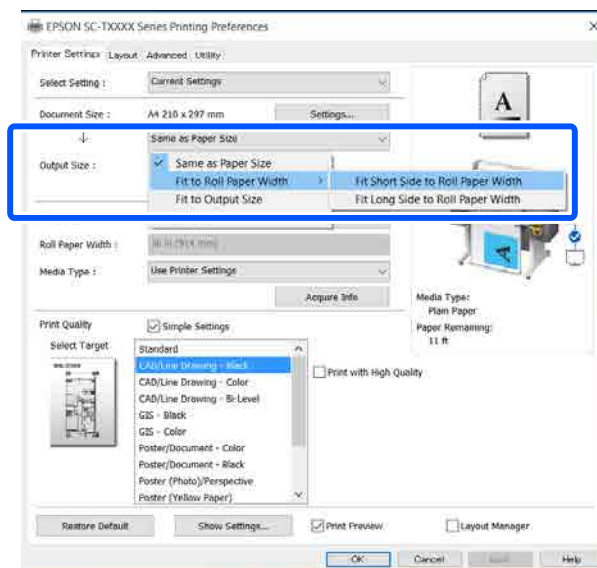 EPSON SC-TXXXX Series Printing Preferences
Printer Settings Layout Advanced Utility
Select Setting : Current Settings
Document Size : A4 210 x 297 mm Settings...
Same as Paper Size
Output Size :
Same as Paper Size
Fit to Roll Paper Width
Fit to Output Size
Fit Short Side to Roll Paper Width
Fit Long Side to Roll Paper Width
A
A
Roll Paper Width :
Media Type : Use Printer Settings
Acquire Info
Media Type:
Plain Paper
Paper Remaining:
11 ft
Print Quality Simple Settings
Select Target
Standard
CAD/Line Drawing - Black
CAD/Line Drawing - Color
CAD/Line Drawing - Bi-Level
GIS - Black
GIS - Color
Poster/Document - Color
Poster/Document - Black
Poster (Photo)/Perspective
Poster (Yellow Paper)
Print with High Quality
Restore Default Show Settings... Print Preview Layout Manager
OK Cancel Help